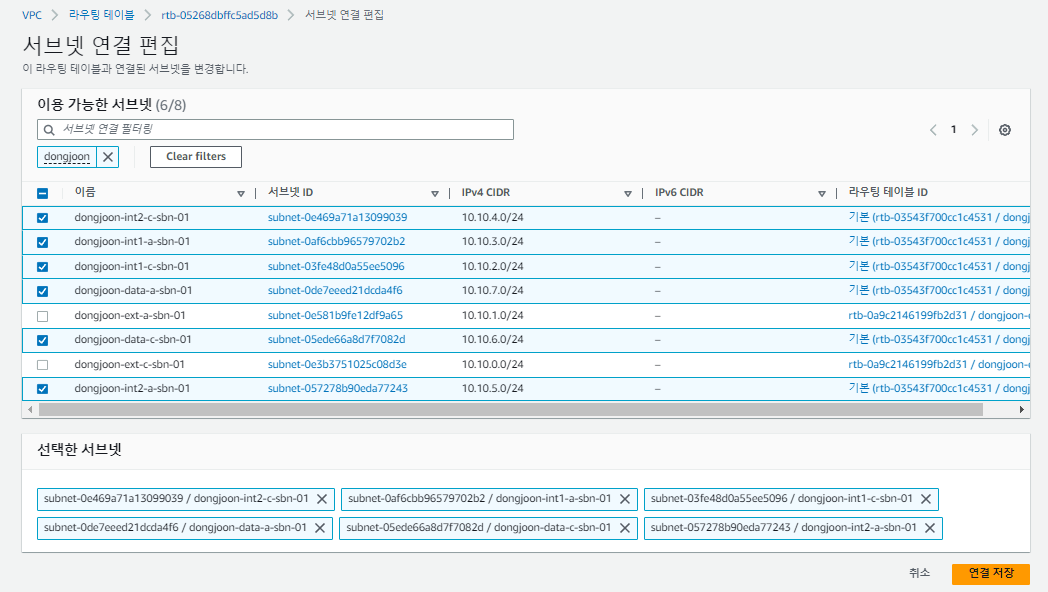 VPC > 라우팅 테이블 > rtb-05268dbffc5ad5d8b > 서브넷 연결 편집
서브넷 연결 편집
이 라우팅 테이블과 연결된 서브넷을 변경합니다.
이용 가능한 서브넷 (6/8)
서브넷 연결 필터링
1
dongjoon
Clear filters
이름 서브넷 ID IPv4 CIDR IPv6 CIDR 라우팅 테이블 ID
dongjoon-int2-c-sbn-01 subnet-0e469a71a13099039 10.10.4.0/24 – 기본 (rtb-03543f700cc1c4531 / dongj
dongjoon-int1-a-sbn-01 subnet-0af6cbb96579702b2 10.10.3.0/24 – 기본 (rtb-03543f700cc1c4531 / dongj
dongjoon-int1-c-sbn-01 subnet-03fe48d0a55ee5096 10.10.2.0/24 – 기본 (rtb-03543f700cc1c4531 / dongj
dongjoon-data-a-sbn-01 subnet-0de7eeed21dcda4f6 10.10.7.0/24 – 기본 (rtb-03543f700cc1c4531 / dongj
dongjoon-ext-a-sbn-01 subnet-0e581b9fe12df9a65 10.10.1.0/24 – rtb-0a9c2146199fb2d31 / dongjoon-
dongjoon-data-c-sbn-01 subnet-05ede66a8d7f7082d 10.10.6.0/24 – 기본 (rtb-03543f700cc1c4531 / dongj
dongjoon-ext-c-sbn-01 subnet-0e3b3751025c08d3e 10.10.0.0/24 – rtb-0a9c2146199fb2d31 / dongjoon-
dongjoon-int2-a-sbn-01 subnet-057278b90eda77243 10.10.5.0/24 – 기본 (rtb-03543f700cc1c4531 / dongj
선택한 서브넷
subnet-0e469a71a13099039 / dongjoon-int2-c-sbn-01 subnet-0af6cbb96579702b2 / dongjoon-int1-a-sbn-01 subnet-03fe48d0a55ee5096 / dongjoon-int1-c-sbn-01
subnet-0de7eeed21dcda4f6 / dongjoon-data-a-sbn-01 subnet-05ede66a8d7f7082d / dongjoon-data-c-sbn-01 subnet-057278b90eda77243 / dongjoon-int2-a-sbn-01
취소 연결 저장